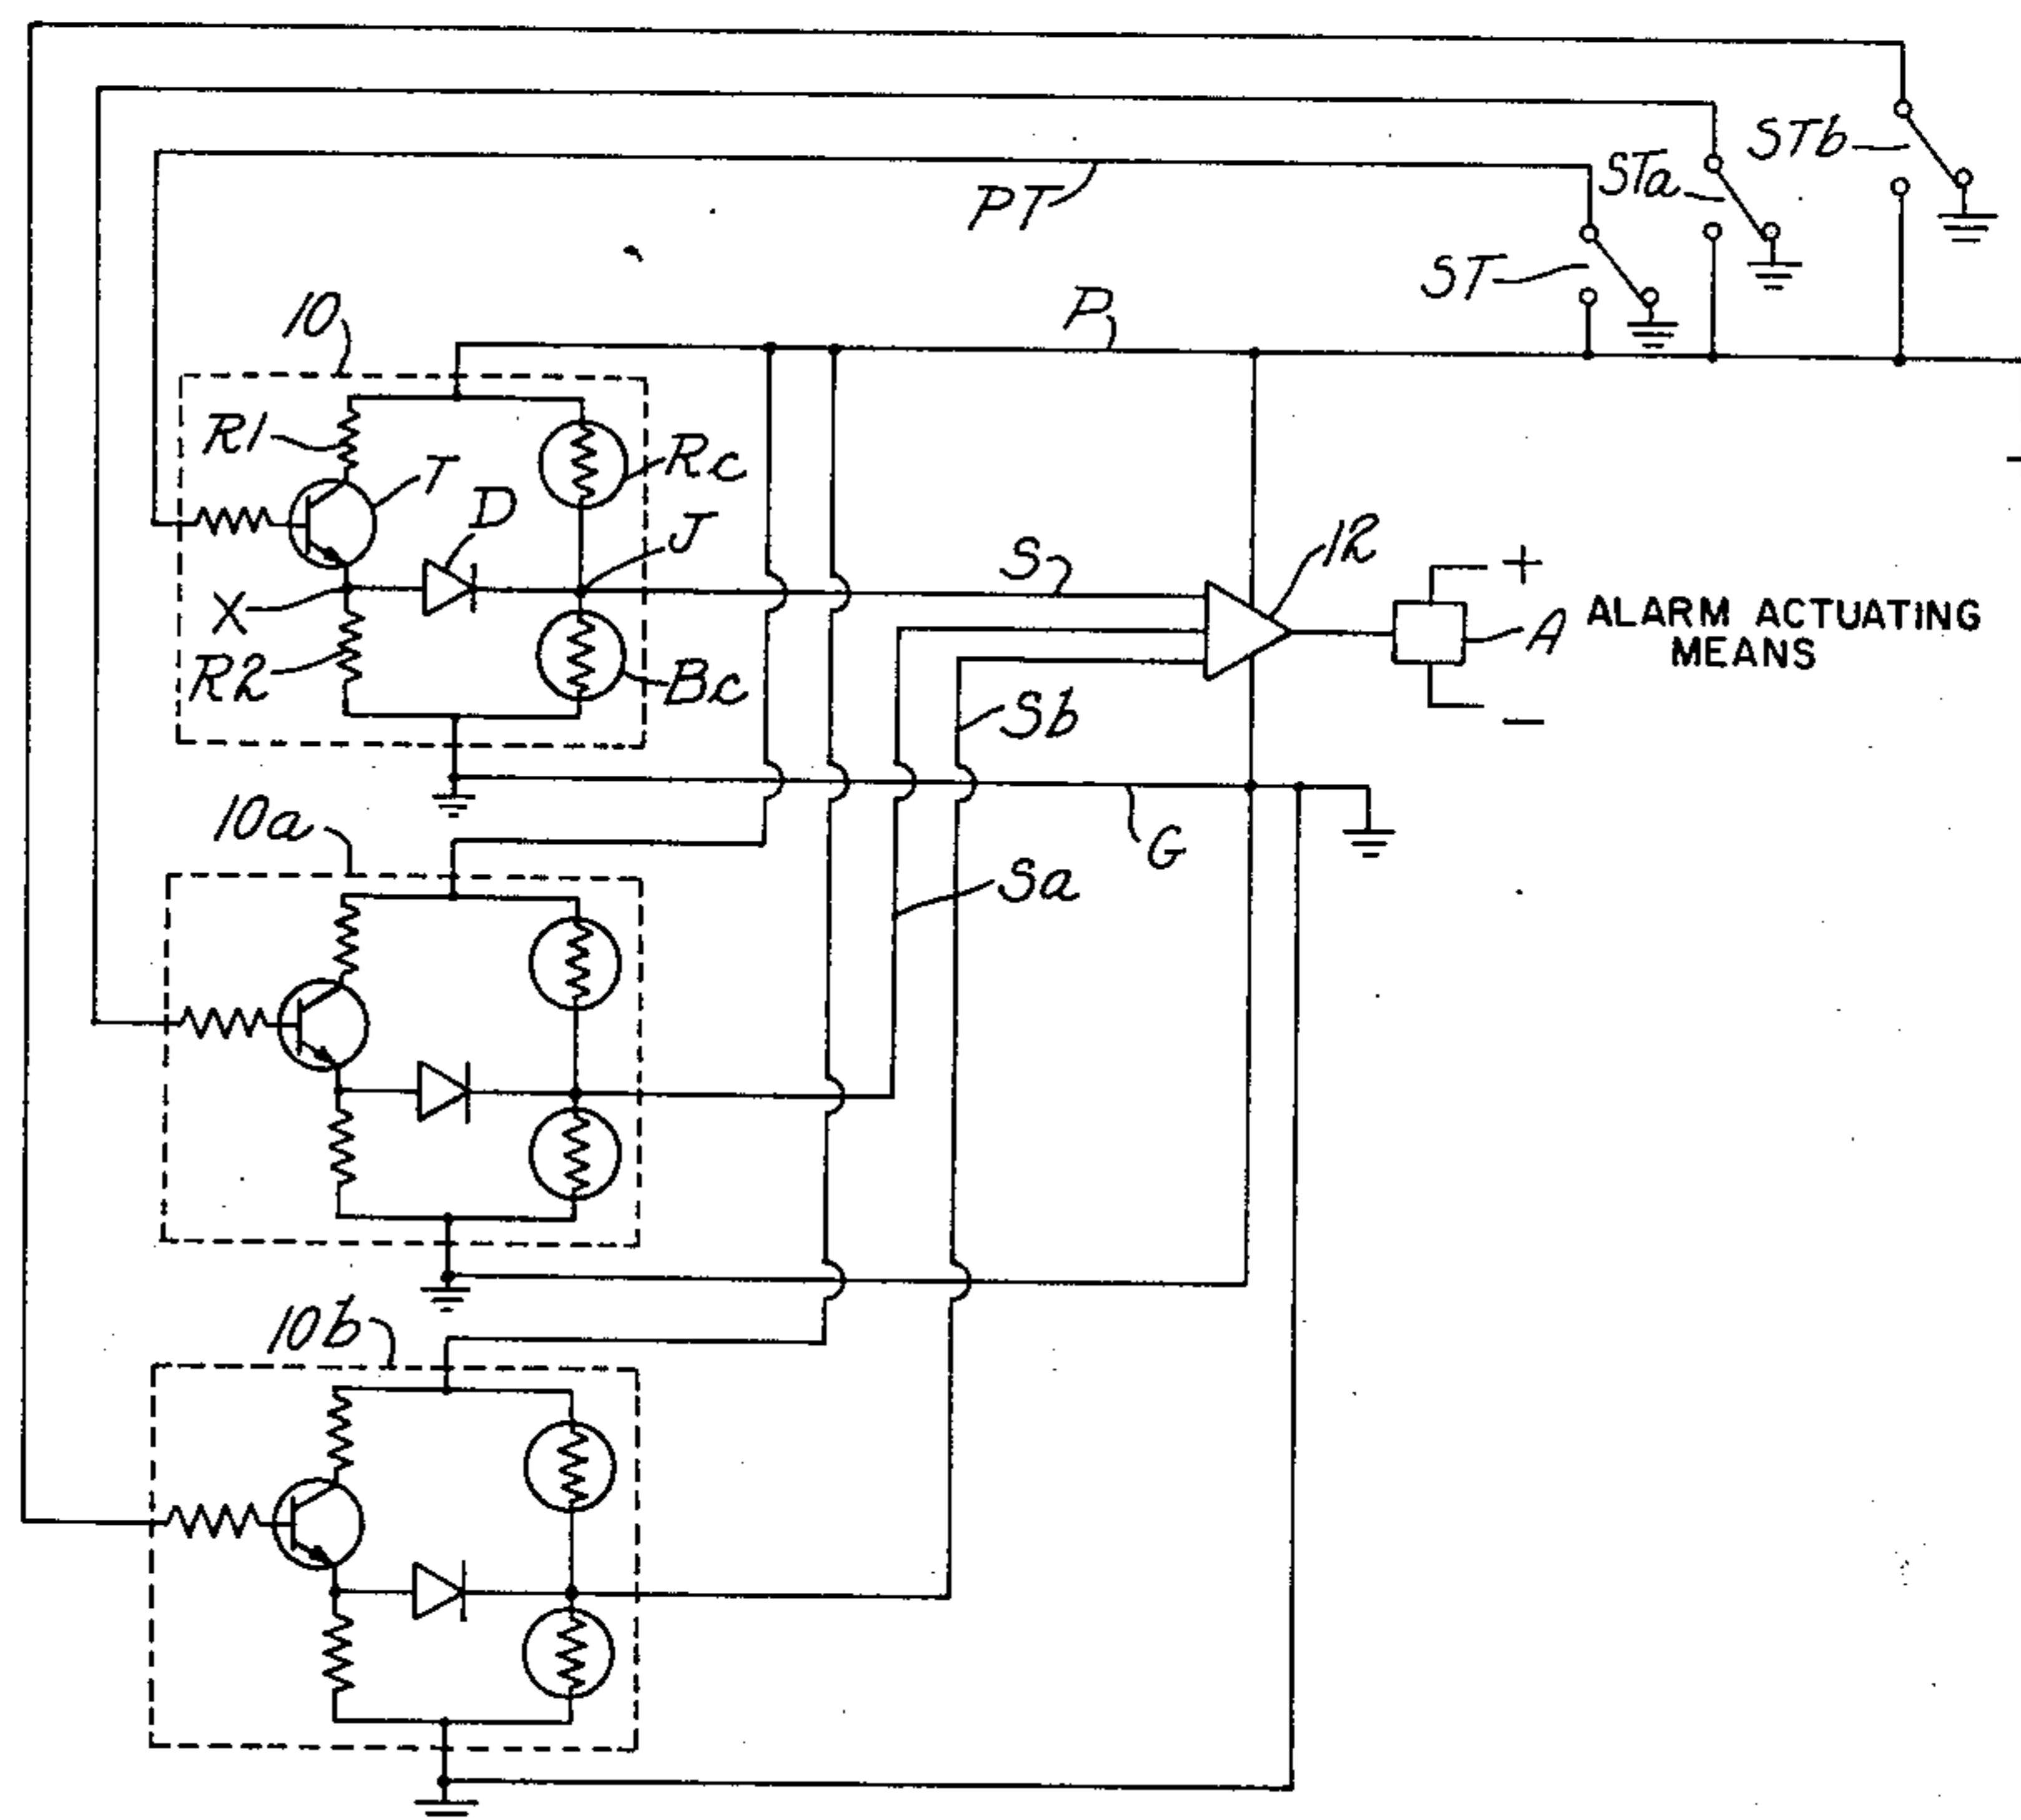 STb
STa
PT
ST
P
10
R1
T
Rc
D
J
S
12
+
X
A
ALARM ACTUATING
MEANS
R2
Bc
Sb
−
10a
G
Sa
10b